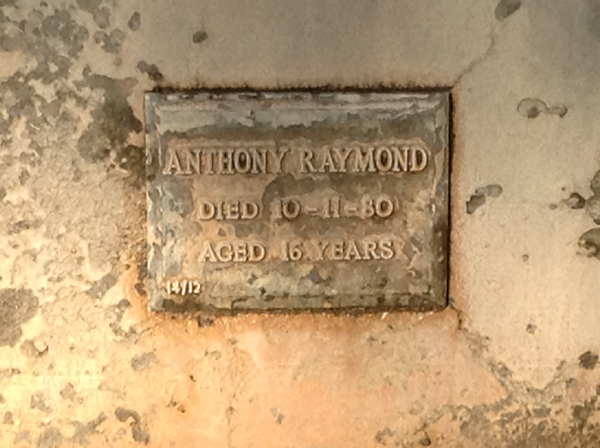 ANTHONY RAYMOND
DIED 10-11-80
AGED 16 YEARS
14/12